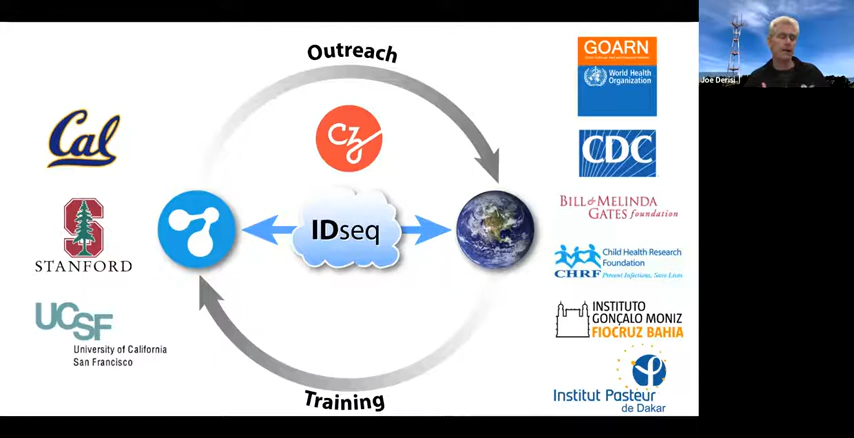 Outreach
GOARN
World Health
Organization
Joe Derisi
Cal
cz
CDC
BILL & MELINDA
GATES foundation
IDseq
S
STANFORD
Child Health Research
Foundation
CHRF
Prevent Infections, Save Lives
UCSF
University of California
San Francisco
INSTITUTO
GONÇALO MONIZ
FIOCRUZ BAHIA
Institut Pasteur
de Dakar
Training